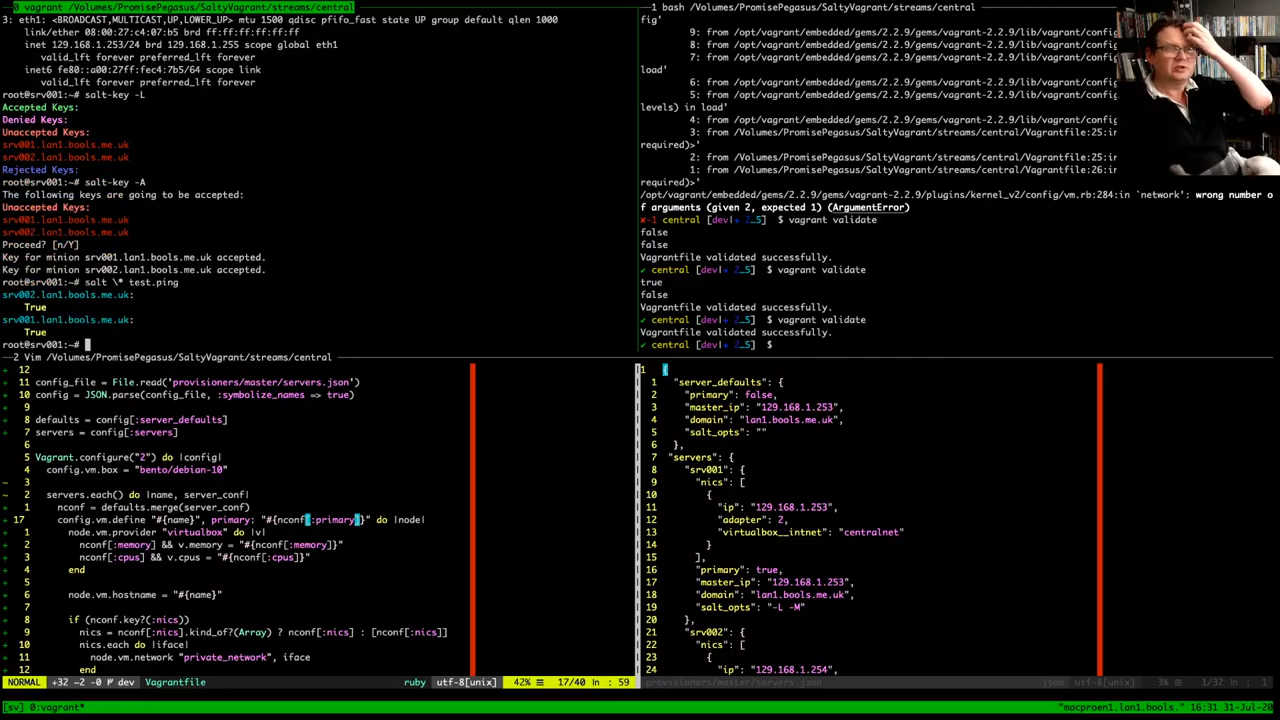 0 vagrant /Volumes/PromisePegasus/SaltyVagrant/streams/central
3: eth1: <BROADCAST,MULTICAST,UP,LOWER_UP> mtu 1500 qdisc pfifo_fast state UP group default qlen 1000
link/ether 08:00:27:c4:07:b5 brd ff:ff:ff:ff:ff:ff
inet 129.168.1.253/24 brd 129.168.1.255 scope global eth1
valid_lft forever preferred_lft forever
inet6 fe80::a00:27ff:fec4:7b5/64 scope link
valid_lft forever preferred_lft forever
root@srv001:~# salt-key -L
Accepted Keys:
Denied Keys:
Unaccepted Keys:
srv001.lan1.bools.me.uk
srv002.lan1.bools.me.uk
Rejected Keys:
root@srv001:~# salt-key -A
The following keys are going to be accepted:
Unaccepted Keys:
srv001.lan1.bools.me.uk
srv002.lan1.bools.me.uk
Proceed? [n/Y]
Key for minion srv001.lan1.bools.me.uk accepted.
Key for minion srv002.lan1.bools.me.uk accepted.
root@srv001:~# salt \* test.ping
srv002.lan1.bools.me.uk:
True
srv001.lan1.bools.me.uk:
True
root@srv001:~#
1 bash /Volumes/PromisePegasus/SaltyVagrant/streams/central
fig'
9: from /opt/vagrant/embedded/gems/2.2.9/gems/vagrant-2.2.9/lib/vagrant/config
8: from /opt/vagrant/embedded/gems/2.2.9/gems/vagrant-2.2.9/lib/vagrant/config
7: from /opt/vagrant/embedded/gems/2.2.9/gems/vagrant-2.2.9/lib/vagrant/config
load'
6: from /opt/vagrant/embedded/gems/2.2.9/gems/vagrant-2.2.9/lib/vagrant/config
5: from /opt/vagrant/embedded/gems/2.2.9/gems/vagrant-2.2.9/lib/vagrant/config
levels) in load'
4: from /opt/vagrant/embedded/gems/2.2.9/gems/vagrant-2.2.9/lib/vagrant/config
3: from /Volumes/PromisePegasus/SaltyVagrant/streams/central/Vagrantfile:25:in
required)>'
2: from /Volumes/PromisePegasus/SaltyVagrant/streams/central/Vagrantfile:25:in
1: from /Volumes/PromisePegasus/SaltyVagrant/streams/central/Vagrantfile:26:in
required)>'
/opt/vagrant/embedded/gems/2.2.9/gems/vagrant-2.2.9/plugins/kernel_v2/config/vm.rb:284:in `network': wrong number o
f arguments (given 2, expected 1) (ArgumentError)
✘-1 central [dev|+ 2…5] $ vagrant validate
false
false
Vagrantfile validated successfully.
✔ central [dev|+ 2…5] $ vagrant validate
true
false
Vagrantfile validated successfully.
✔ central [dev|+ 2…5] $ vagrant validate
Vagrantfile validated successfully.
✔ central [dev|+ 2…5] $
2 Vim /Volumes/PromisePegasus/SaltyVagrant/streams/central
+ 12
+ 11 config_file = File.read('provisioners/master/servers.json')
+ 10 config = JSON.parse(config_file, :symbolize_names => true)
+ 9
+ 8 defaults = config[:server_defaults]
+ 7 servers = config[:servers]
+ 6
5 Vagrant.configure("2") do |config|
4 config.vm.box = "bento/debian-10"
~ 3
~ 2 servers.each() do |name, server_conf|
+ 1 nconf = defaults.merge(server_conf)
+ 17 config.vm.define "#{name}", primary: "#{nconf[:primary]}" do |node|
+ 1 node.vm.provider "virtualbox" do |v|
+ 2 nconf[:memory] && v.memory = "#{nconf[:memory]}"
+ 3 nconf[:cpus] && v.cpus = "#{nconf[:cpus]}"
+ 4 end
+ 5
+ 6 node.vm.hostname = "#{name}"
+ 7
+ 8 if (nconf.key?(:nics))
+ 9 nics = nconf[:nics].kind_of?(Array) ? nconf[:nics] : [nconf[:nics]]
+ 10 nics.each do |iface|
+ 11 node.vm.network "private_network", iface
+ 12 end
NORMAL +32 ~2 -0 dev Vagrantfile ruby utf-8[unix] 42% ☰ 17/40 ln : 59
1 {
1 "server_defaults": {
2 "primary": false,
3 "master_ip": "129.168.1.253",
4 "domain": "lan1.bools.me.uk",
5 "salt_opts": ""
6 },
7 "servers": {
8 "srv001": {
9 "nics": [
10 {
11 "ip": "129.168.1.253",
12 "adapter": 2,
13 "virtualbox__intnet": "centralnet"
14 }
15 ],
16 "primary": true,
17 "master_ip": "129.168.1.253",
18 "domain": "lan1.bools.me.uk",
19 "salt_opts": "-L -M"
20 },
21 "srv002": {
22 "nics": [
23 {
24 "ip": "129.168.1.254",
provisioners/master/servers.json json utf-8[unix] 3% ☰ 1/32 ln : 1
[sv] 0:vagrant* "macproen1.lan1.bools." 16:31 31-Jul-20